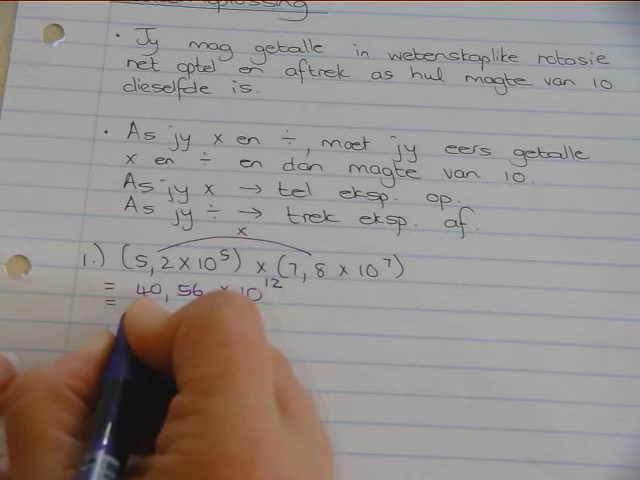 oplossing
· Jy mag getalle in wetenskaplike notasie
net optel en aftrek as hul magte van 10
dieselfde is.
· As jy x en ÷, moet jy eers getalle
x en ÷ en dan magte van 10.
As jy x → tel eksp. op.
As jy ÷ → trek eksp. af.
x
1.) (5,2 × 10⁵) × (7,8 × 10⁷)
= 40,56 × 10¹²
=